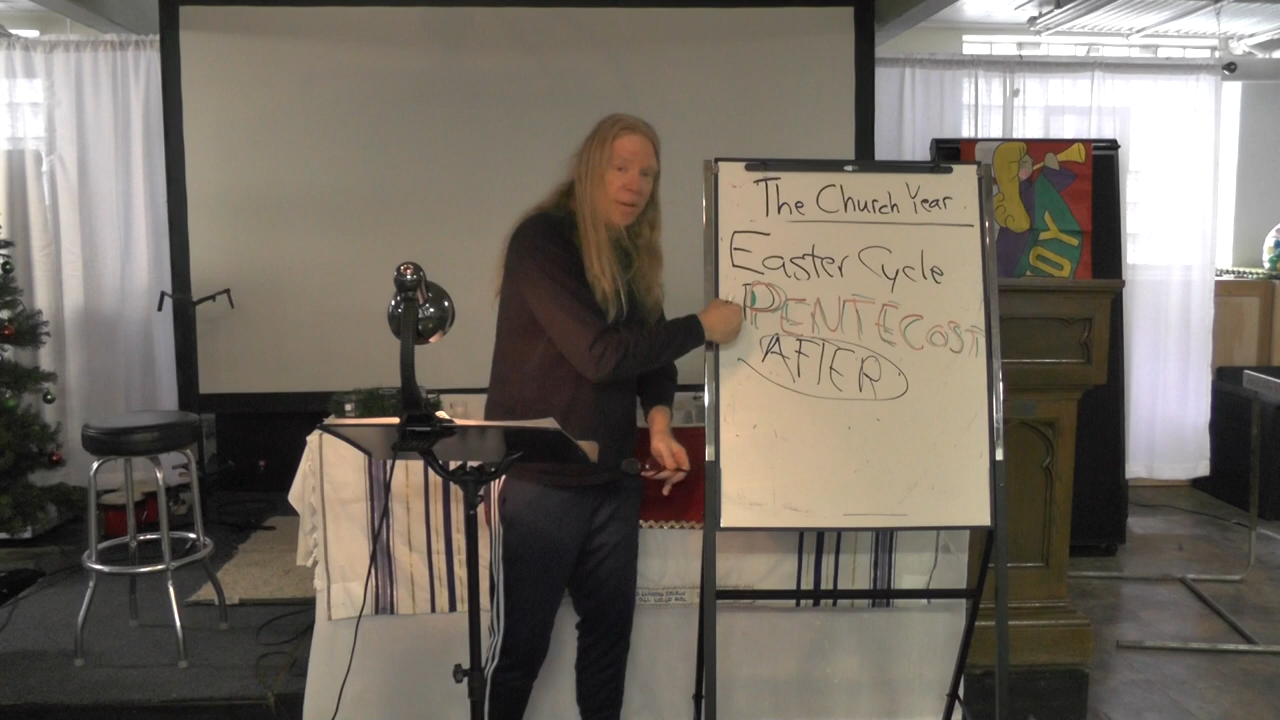 The Church Year
Easter Cycle
PENTECOST
AFTER
JOY